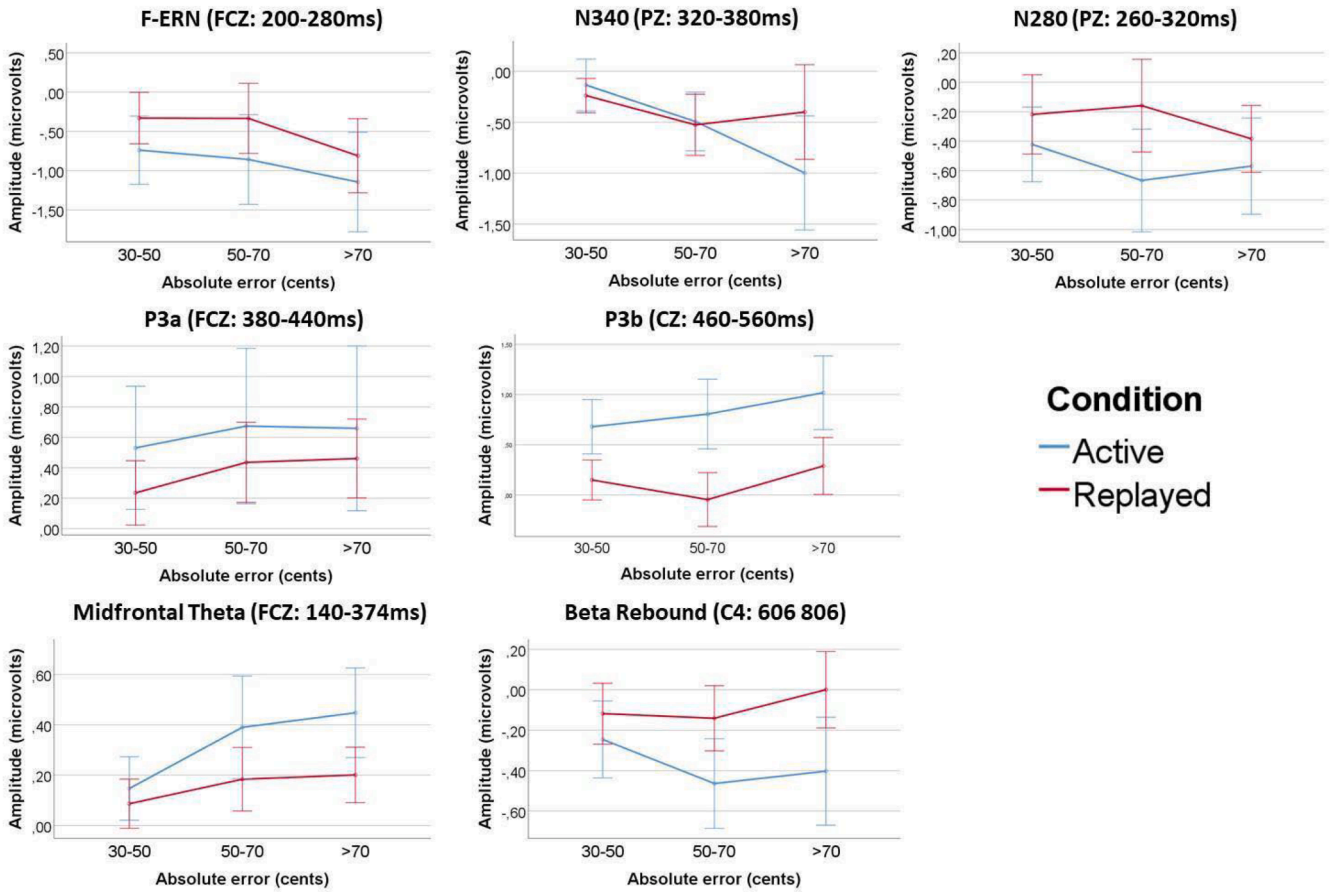 F-ERN (FCZ: 200-280ms)
Amplitude (microvolts)
,50
,00
-,50
-1,00
-1,50
30-50 50-70 >70
Absolute error (cents)
N340 (PZ: 320-380ms)
Amplitude (microvolts)
,00
-,50
-1,00
-1,50
30-50 50-70 >70
Absolute error (cents)
N280 (PZ: 260-320ms)
Amplitude (microvolts)
,20
,00
-,20
-,40
-,60
-,80
-1,00
30-50 50-70 >70
Absolute error (cents)
P3a (FCZ: 380-440ms)
Amplitude (microvolts)
1,20
1,00
,80
,60
,40
,20
,00
30-50 50-70 >70
Absolute error (cents)
P3b (CZ: 460-560ms)
Amplitude (microvolts)
1,50
1,00
,50
,00
30-50 50-70 >70
Absolute error (cents)
Condition
Active
Replayed
Midfrontal Theta (FCZ: 140-374ms)
Amplitude (microvolts)
,60
,40
,20
,00
30-50 50-70 >70
Absolute error (cents)
Beta Rebound (C4: 606 806)
Amplitude (microvolts)
,20
,00
-,20
-,40
-,60
30-50 50-70 >70
Absolute error (cents)